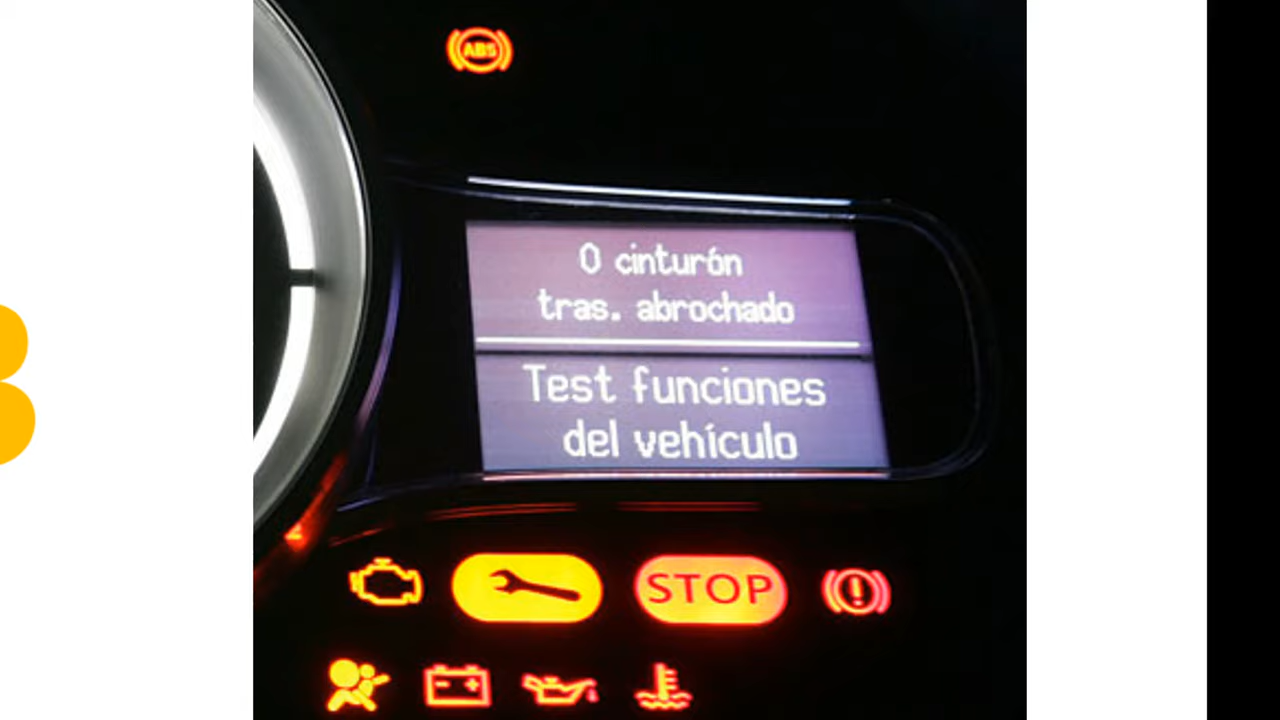 ABS
0 cinturón
tras. abrochado
Test funciones
del vehículo
STOP